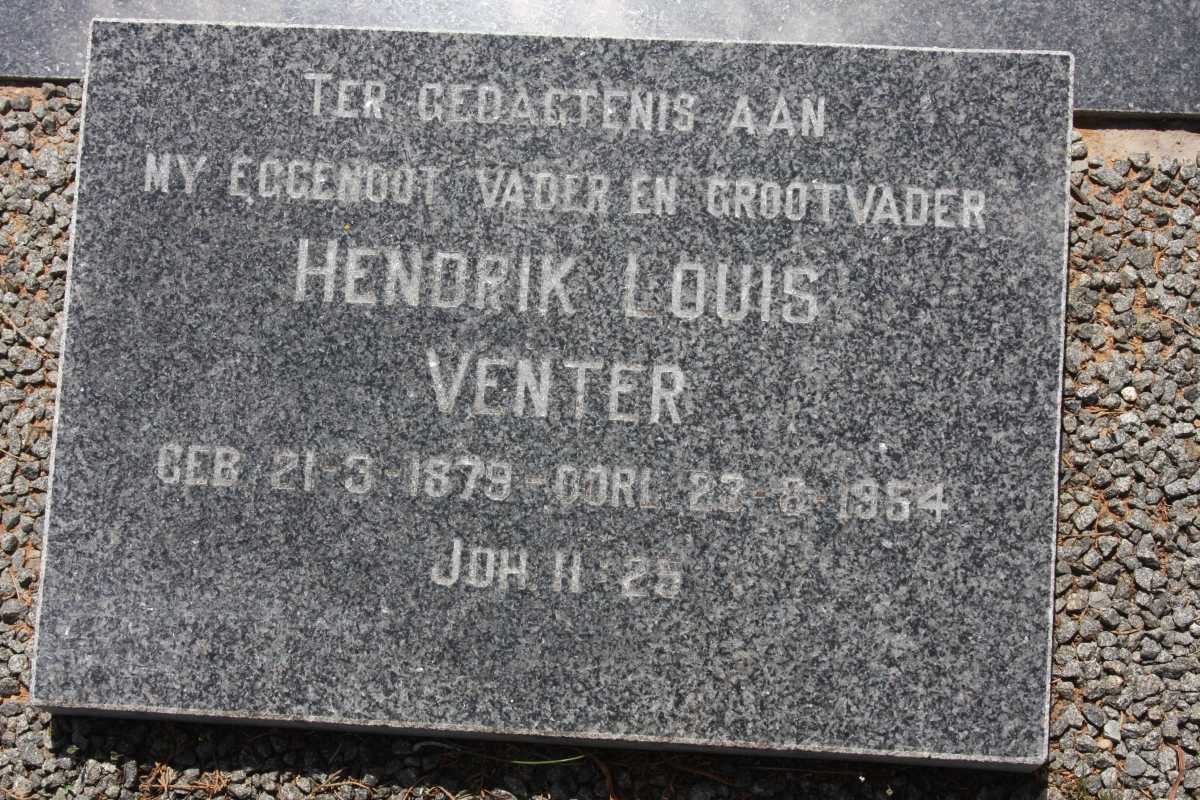 TER GEDAGTENIS AAN
MY EGGENOOT VADER EN GROOTVADER
HENDRIK LOUIS
VENTER
GEB 21-3-1879-OORL 23-8-1954
JOH 11-25